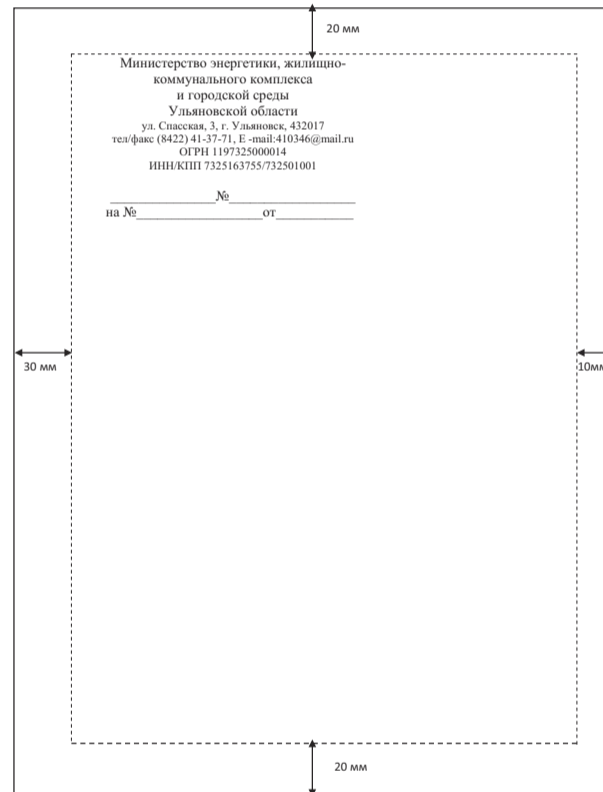 20 мм
Министерство энергетики, жилищно-
коммунального комплекса
и городской среды
Ульяновской области
ул. Спасская, 3, г. Ульяновск, 432017
тел/факс (8422) 41-37-71, E -mail:410346@mail.ru
ОГРН 1197325000014
ИНН/КПП 7325163755/732501001
_______________№__________________
на №__________________от___________
30 мм
10мм
20 мм